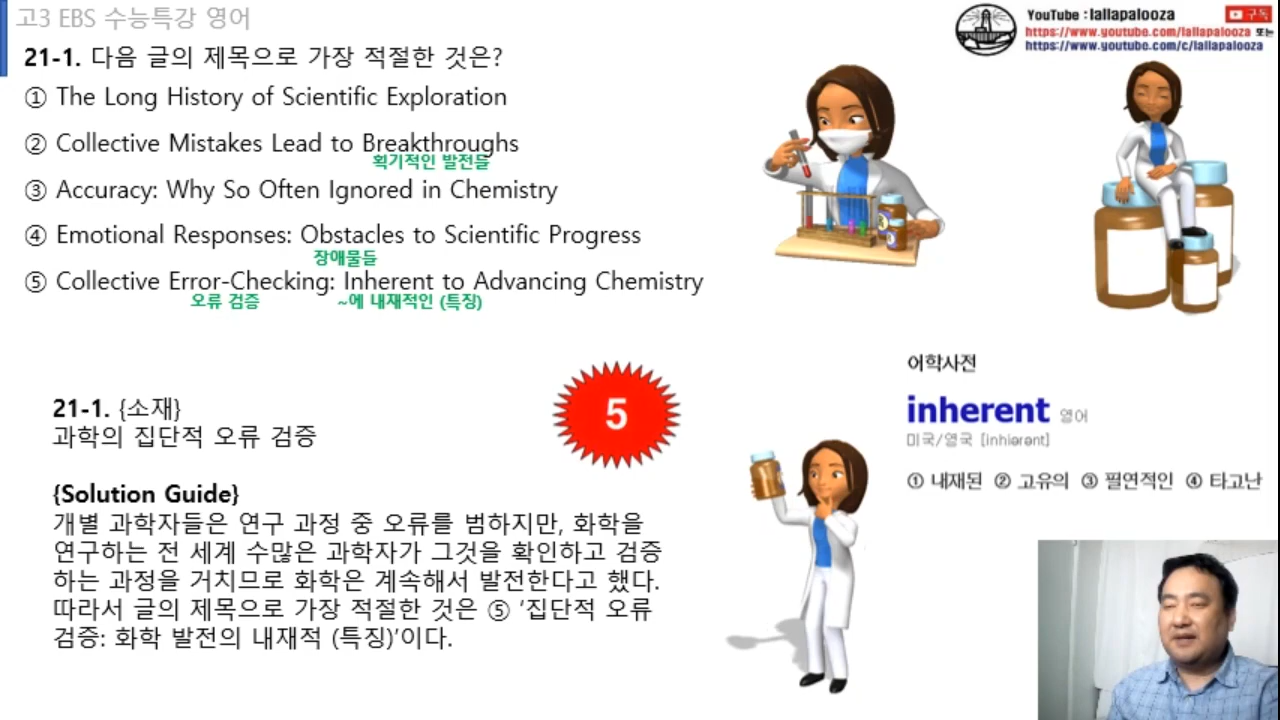 고3 EBS 수능특강 영어
YouTube : lallapalooza
구독
https://www.youtube.com/lallapalooza 또는
https://www.youtube.com/c/lallapalooza
21-1. 다음 글의 제목으로 가장 적절한 것은?
① The Long History of Scientific Exploration
② Collective Mistakes Lead to Breakthroughs
획기적인 발전들
③ Accuracy: Why So Often Ignored in Chemistry
④ Emotional Responses: Obstacles to Scientific Progress
장애물들
⑤ Collective Error-Checking: Inherent to Advancing Chemistry
오류 검증 ~에 내재적인 (특징)
21-1. {소재}
과학의 집단적 오류 검증
5
{Solution Guide}
개별 과학자들은 연구 과정 중 오류를 범하지만, 화학을
연구하는 전 세계 수많은 과학자가 그것을 확인하고 검증
하는 과정을 거치므로 화학은 계속해서 발전한다고 했다.
따라서 글의 제목으로 가장 적절한 것은 ⑤ ‘집단적 오류
검증: 화학 발전의 내재적 (특징)’이다.
어학사전
inherent 영어
미국/영국 [inhiərənt]
① 내재된 ② 고유의 ③ 필연적인 ④ 타고난